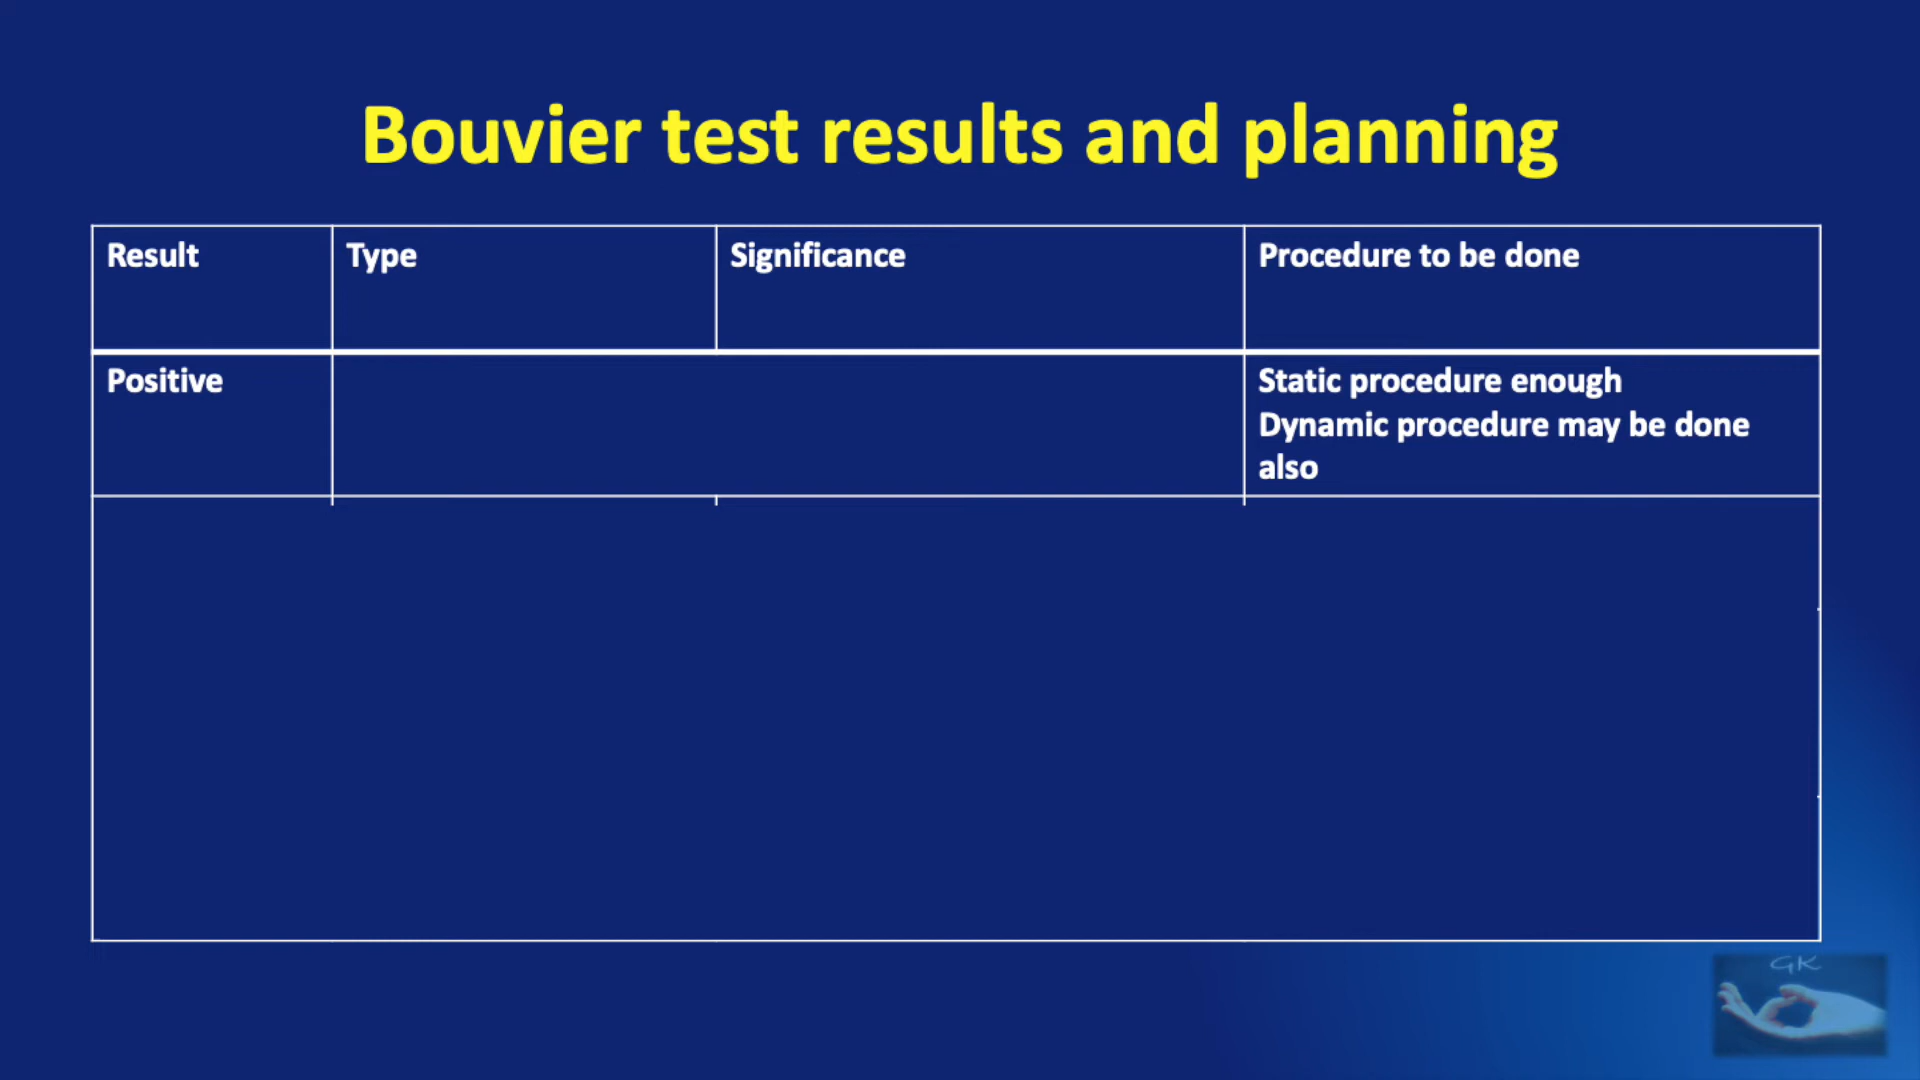 Bouvier test results and planning
Result
Type
Significance
Procedure to be done
Positive
Static procedure enough
Dynamic procedure may be done
also
GK